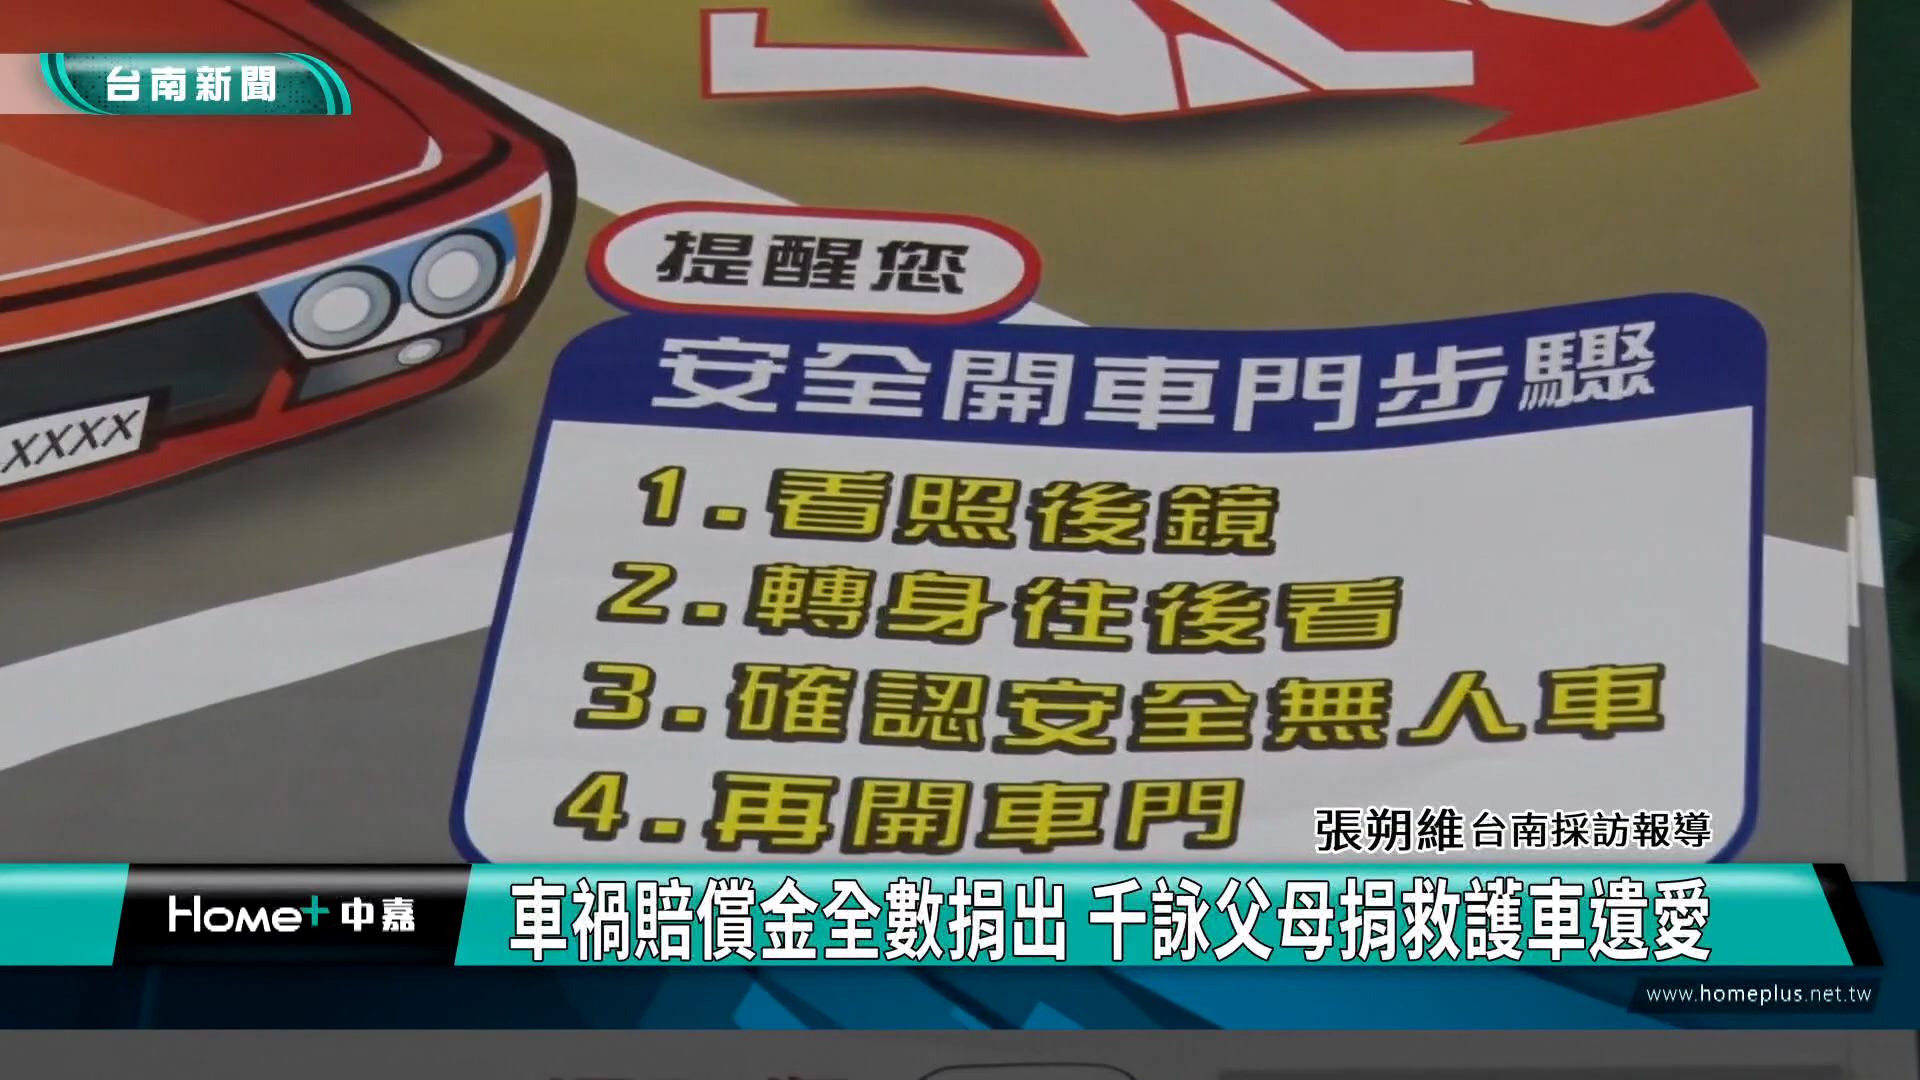 台南新聞
提醒您
安全開車門步驟
XXXX
1.看照後鏡
2.轉身往後看
3.確認安全無人車
4.再開車門
張朔維台南採訪報導
Home+中嘉
車禍賠償金全數捐出 千詠父母捐救護車遺愛
www.homeplus.net.tw